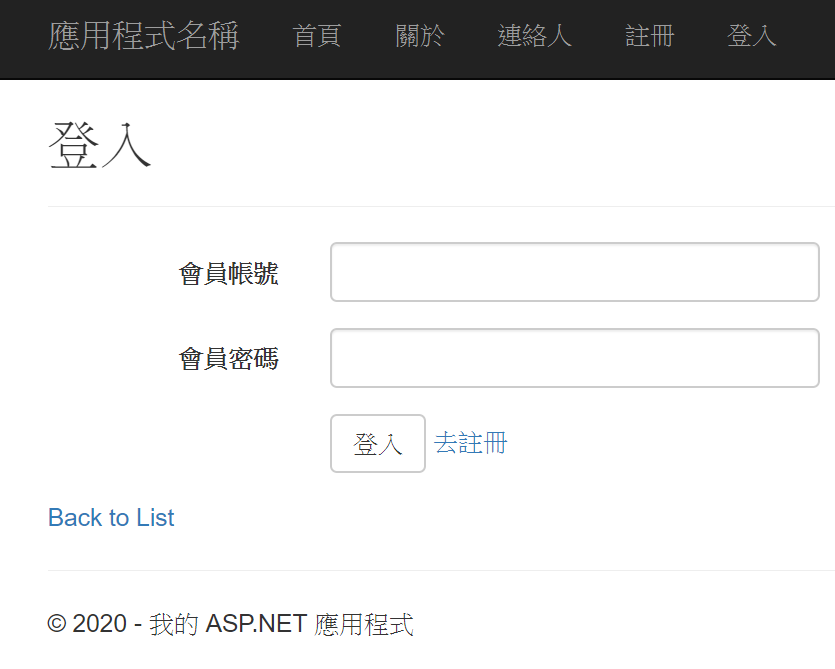 應用程式名稱 首頁 關於 連絡人 註冊 登入
登入
會員帳號
會員密碼
登入 去註冊
Back to List
© 2020 - 我的 ASP.NET 應用程式